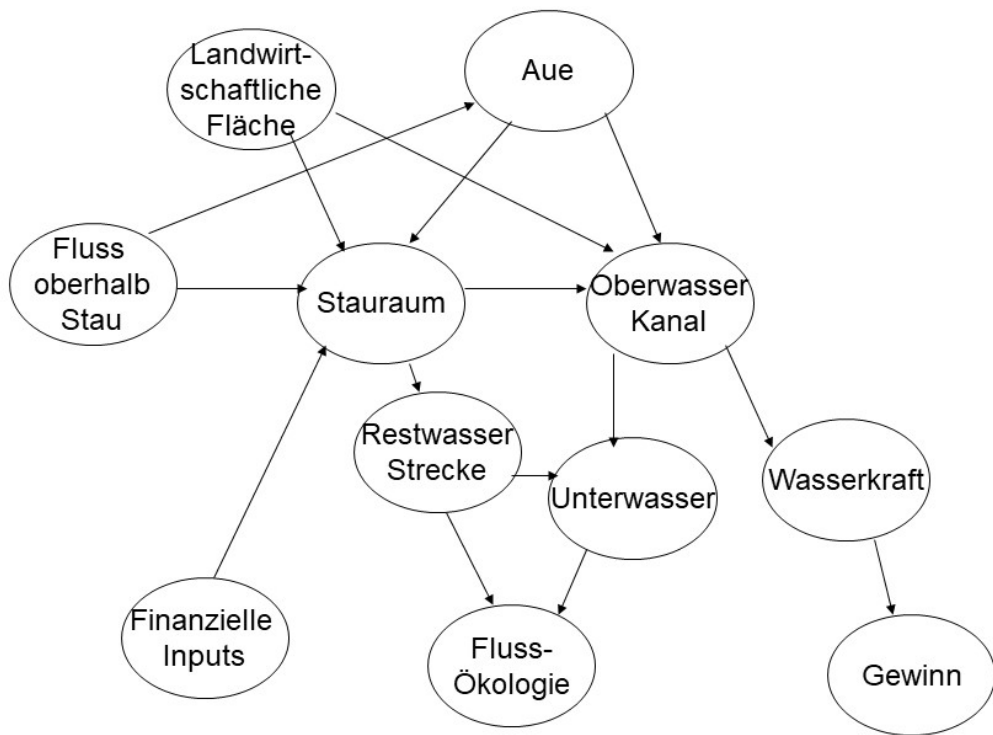 Landwirt-
schaftliche
Fläche
Aue
Fluss
oberhalb
Stau
Stauraum
Oberwasser
Kanal
Restwasser
Strecke
Unterwasser
Wasserkraft
Finanzielle
Inputs
Fluss-
Ökologie
Gewinn